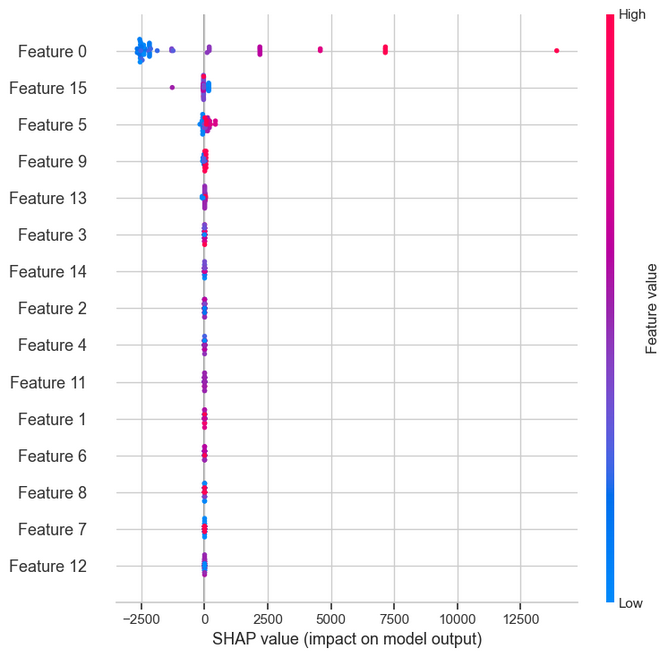 High
Feature 0
Feature 15
Feature 5
Feature 9
Feature 13
Feature 3
Feature 14
Feature 2
Feature 4
Feature 11
Feature 1
Feature 6
Feature 8
Feature 7
Feature 12
Feature value
Low
−2500 0 2500 5000 7500 10000 12500
SHAP value (impact on model output)